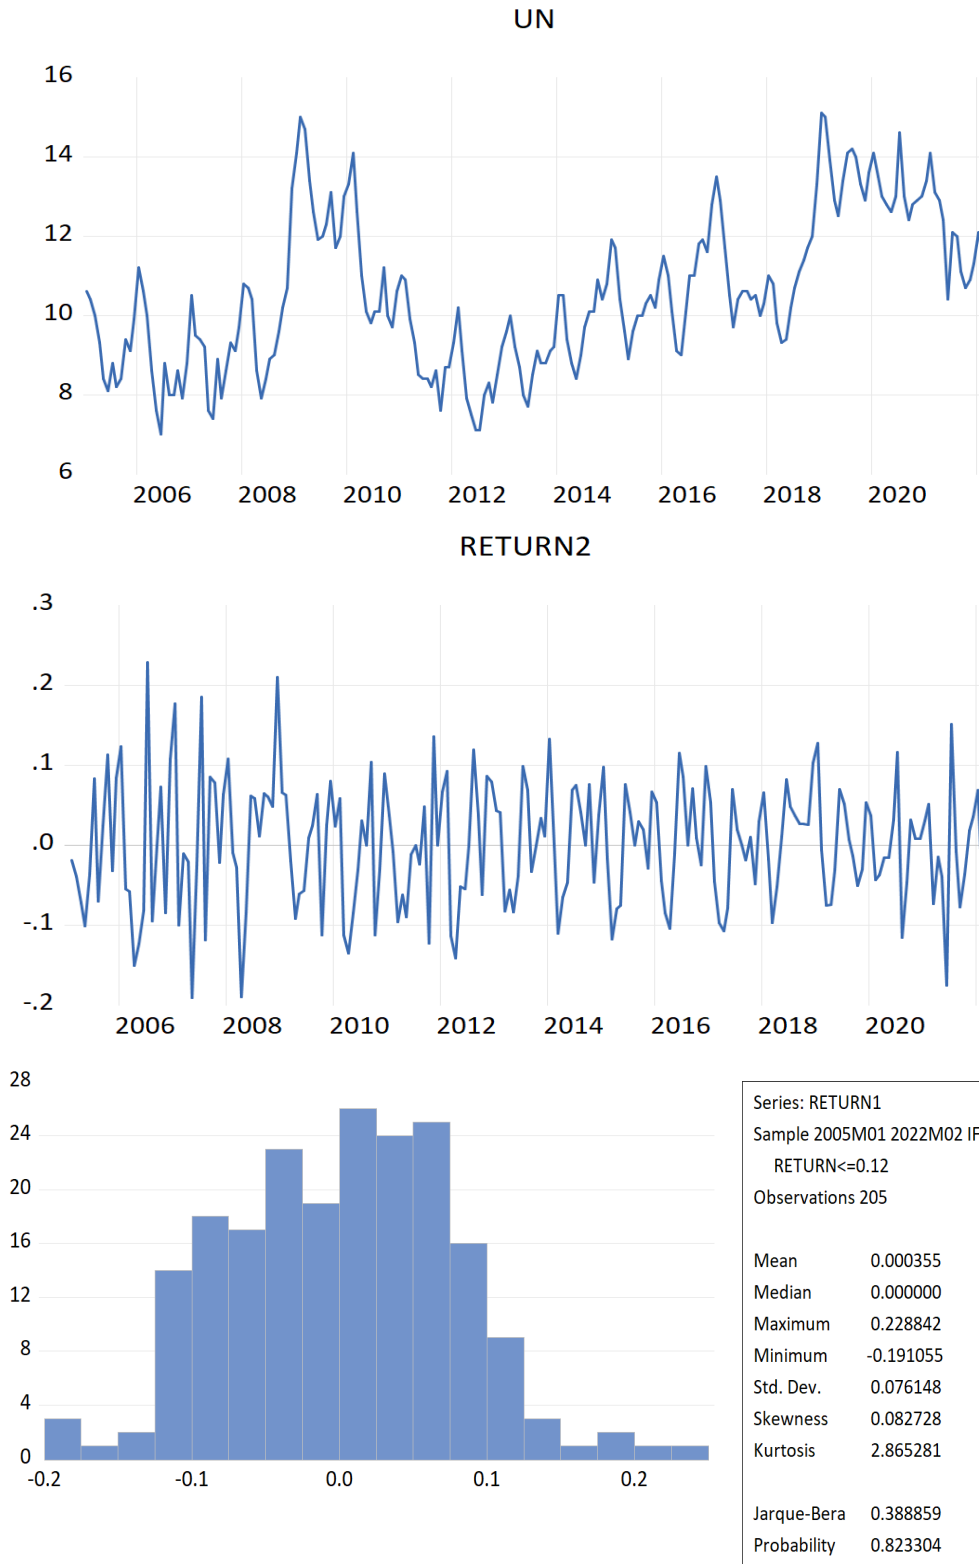 UN
16
14
12
10
8
6
2006 2008 2010 2012 2014 2016 2018 2020
RETURN2
.3
.2
.1
.0
-.1
-.2
2006 2008 2010 2012 2014 2016 2018 2020
28
24
20
16
12
8
4
0
-0.2 -0.1 0.0 0.1 0.2
Series: RETURN1
Sample 2005M01 2022M02 IF
RETURN<=0.12
Observations 205
Mean 0.000355
Median 0.000000
Maximum 0.228842
Minimum -0.191055
Std. Dev. 0.076148
Skewness 0.082728
Kurtosis 2.865281
Jarque-Bera 0.388859
Probability 0.823304